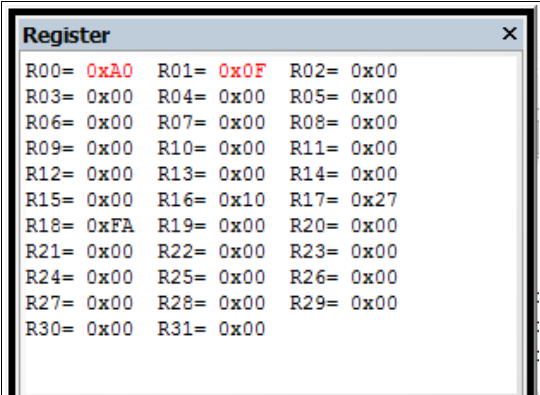 Register ×
R00= 0xA0 R01= 0x0F R02= 0x00
R03= 0x00 R04= 0x00 R05= 0x00
R06= 0x00 R07= 0x00 R08= 0x00
R09= 0x00 R10= 0x00 R11= 0x00
R12= 0x00 R13= 0x00 R14= 0x00
R15= 0x00 R16= 0x10 R17= 0x27
R18= 0xFA R19= 0x00 R20= 0x00
R21= 0x00 R22= 0x00 R23= 0x00
R24= 0x00 R25= 0x00 R26= 0x00
R27= 0x00 R28= 0x00 R29= 0x00
R30= 0x00 R31= 0x00